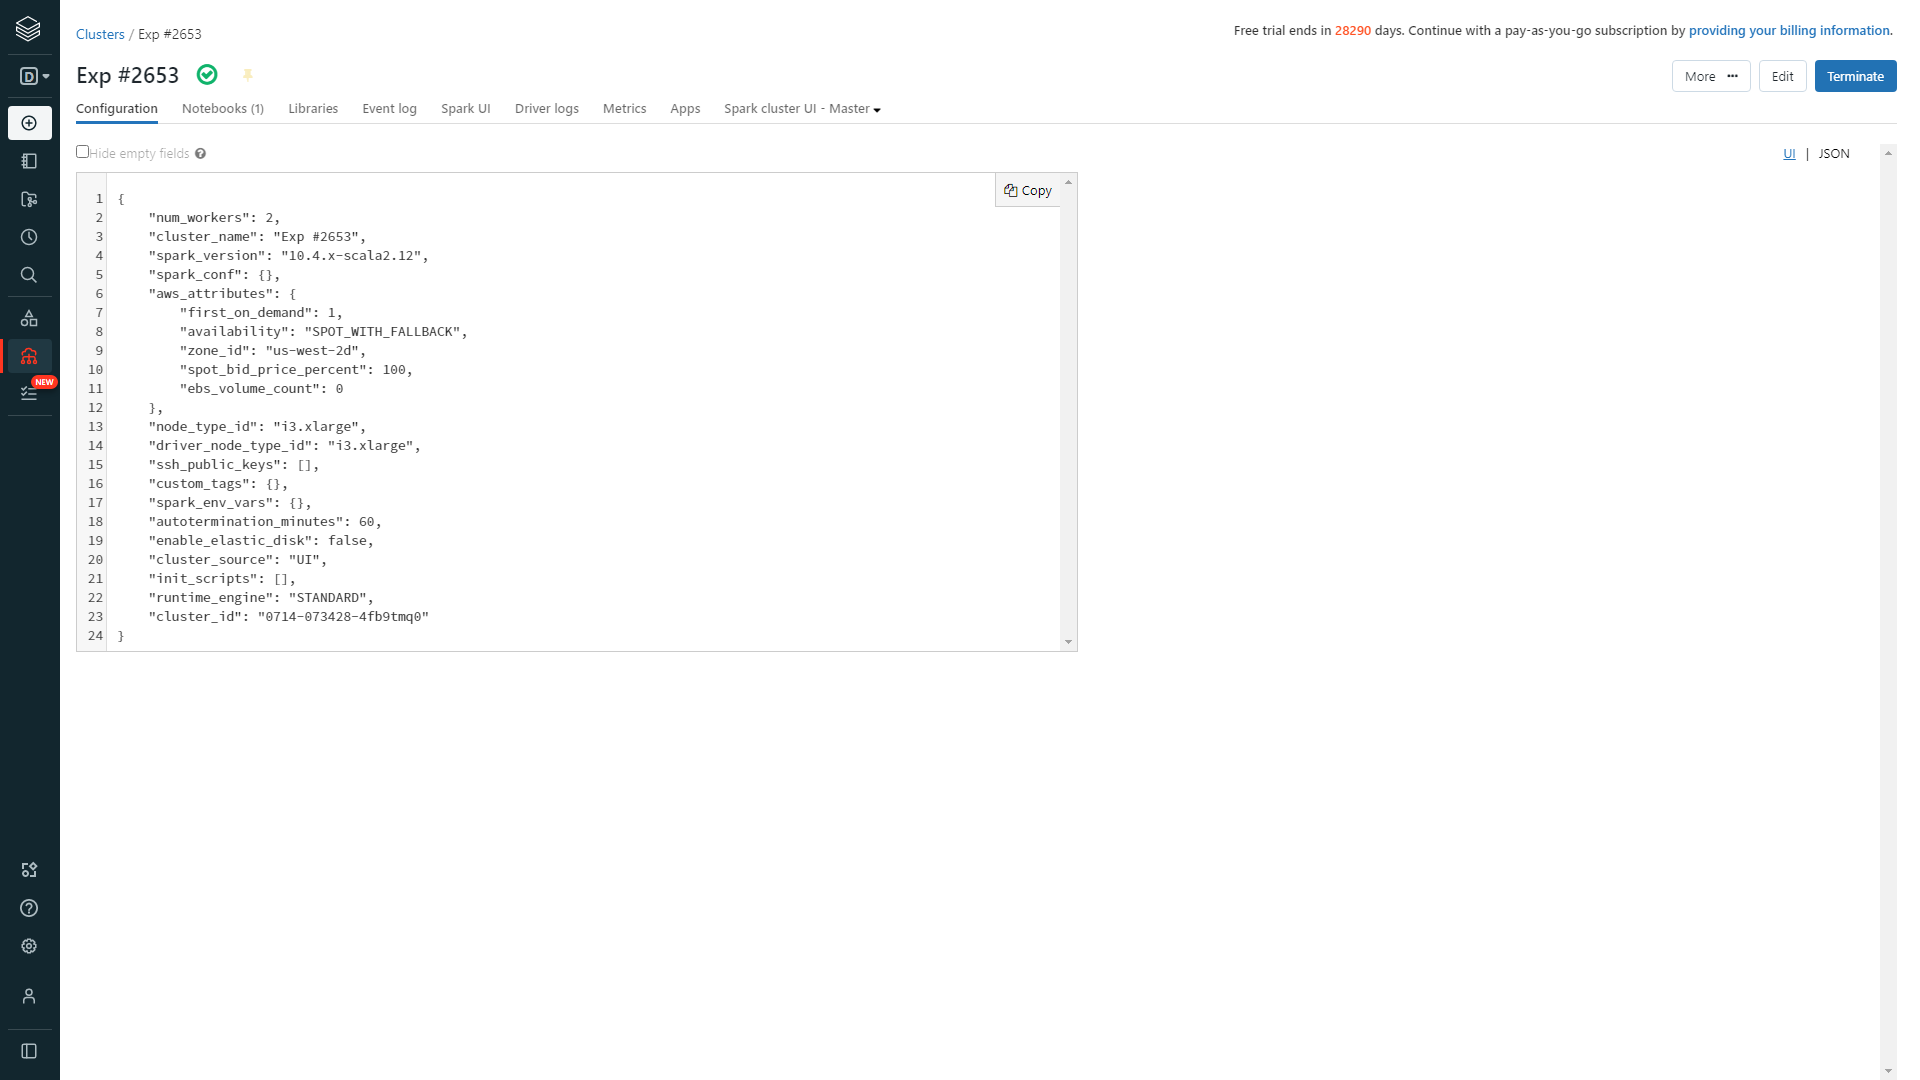 Clusters / Exp #2653
Free trial ends in 28290 days. Continue with a pay-as-you-go subscription by providing your billing information.
D
Exp #2653
More ••• Edit Terminate
Configuration Notebooks (1) Libraries Event log Spark UI Driver logs Metrics Apps Spark cluster UI - Master
Hide empty fields ?
UI | JSON
Copy
1 {
2 "num_workers": 2,
3 "cluster_name": "Exp #2653",
4 "spark_version": "10.4.x-scala2.12",
5 "spark_conf": {},
6 "aws_attributes": {
7 "first_on_demand": 1,
8 "availability": "SPOT_WITH_FALLBACK",
9 "zone_id": "us-west-2d",
10 "spot_bid_price_percent": 100,
11 "ebs_volume_count": 0
12 },
13 "node_type_id": "i3.xlarge",
14 "driver_node_type_id": "i3.xlarge",
15 "ssh_public_keys": [],
16 "custom_tags": {},
17 "spark_env_vars": {},
18 "autotermination_minutes": 60,
19 "enable_elastic_disk": false,
20 "cluster_source": "UI",
21 "init_scripts": [],
22 "runtime_engine": "STANDARD",
23 "cluster_id": "0714-073428-4fb9tmq0"
24 }
NEW